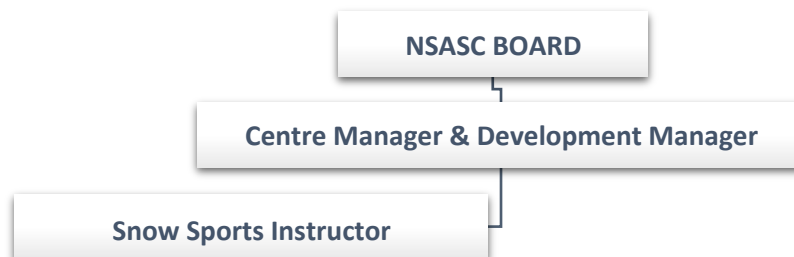 NSASC BOARD
Centre Manager & Development Manager
Snow Sports Instructor